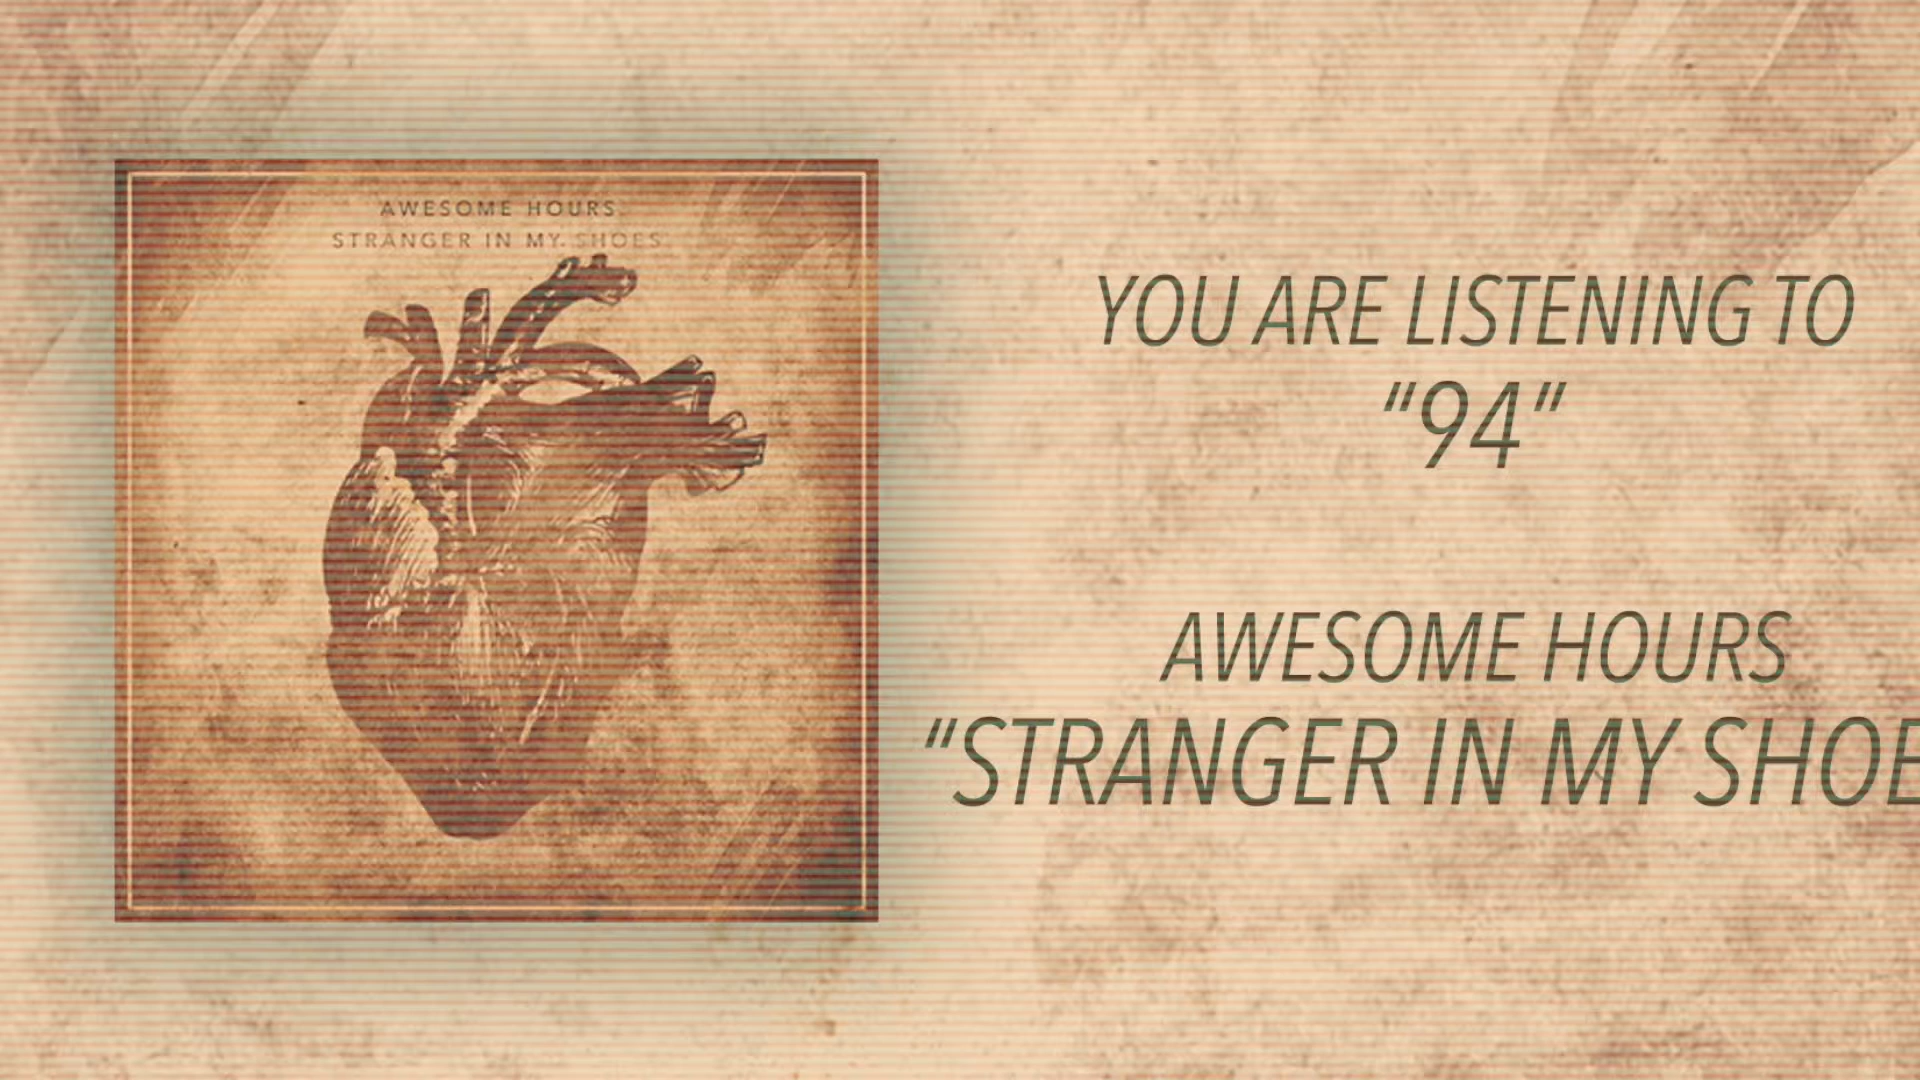 AWESOME HOURS
STRANGER IN MY SHOES
YOU ARE LISTENING TO
"94"
AWESOME HOURS
"STRANGER IN MY SHOE